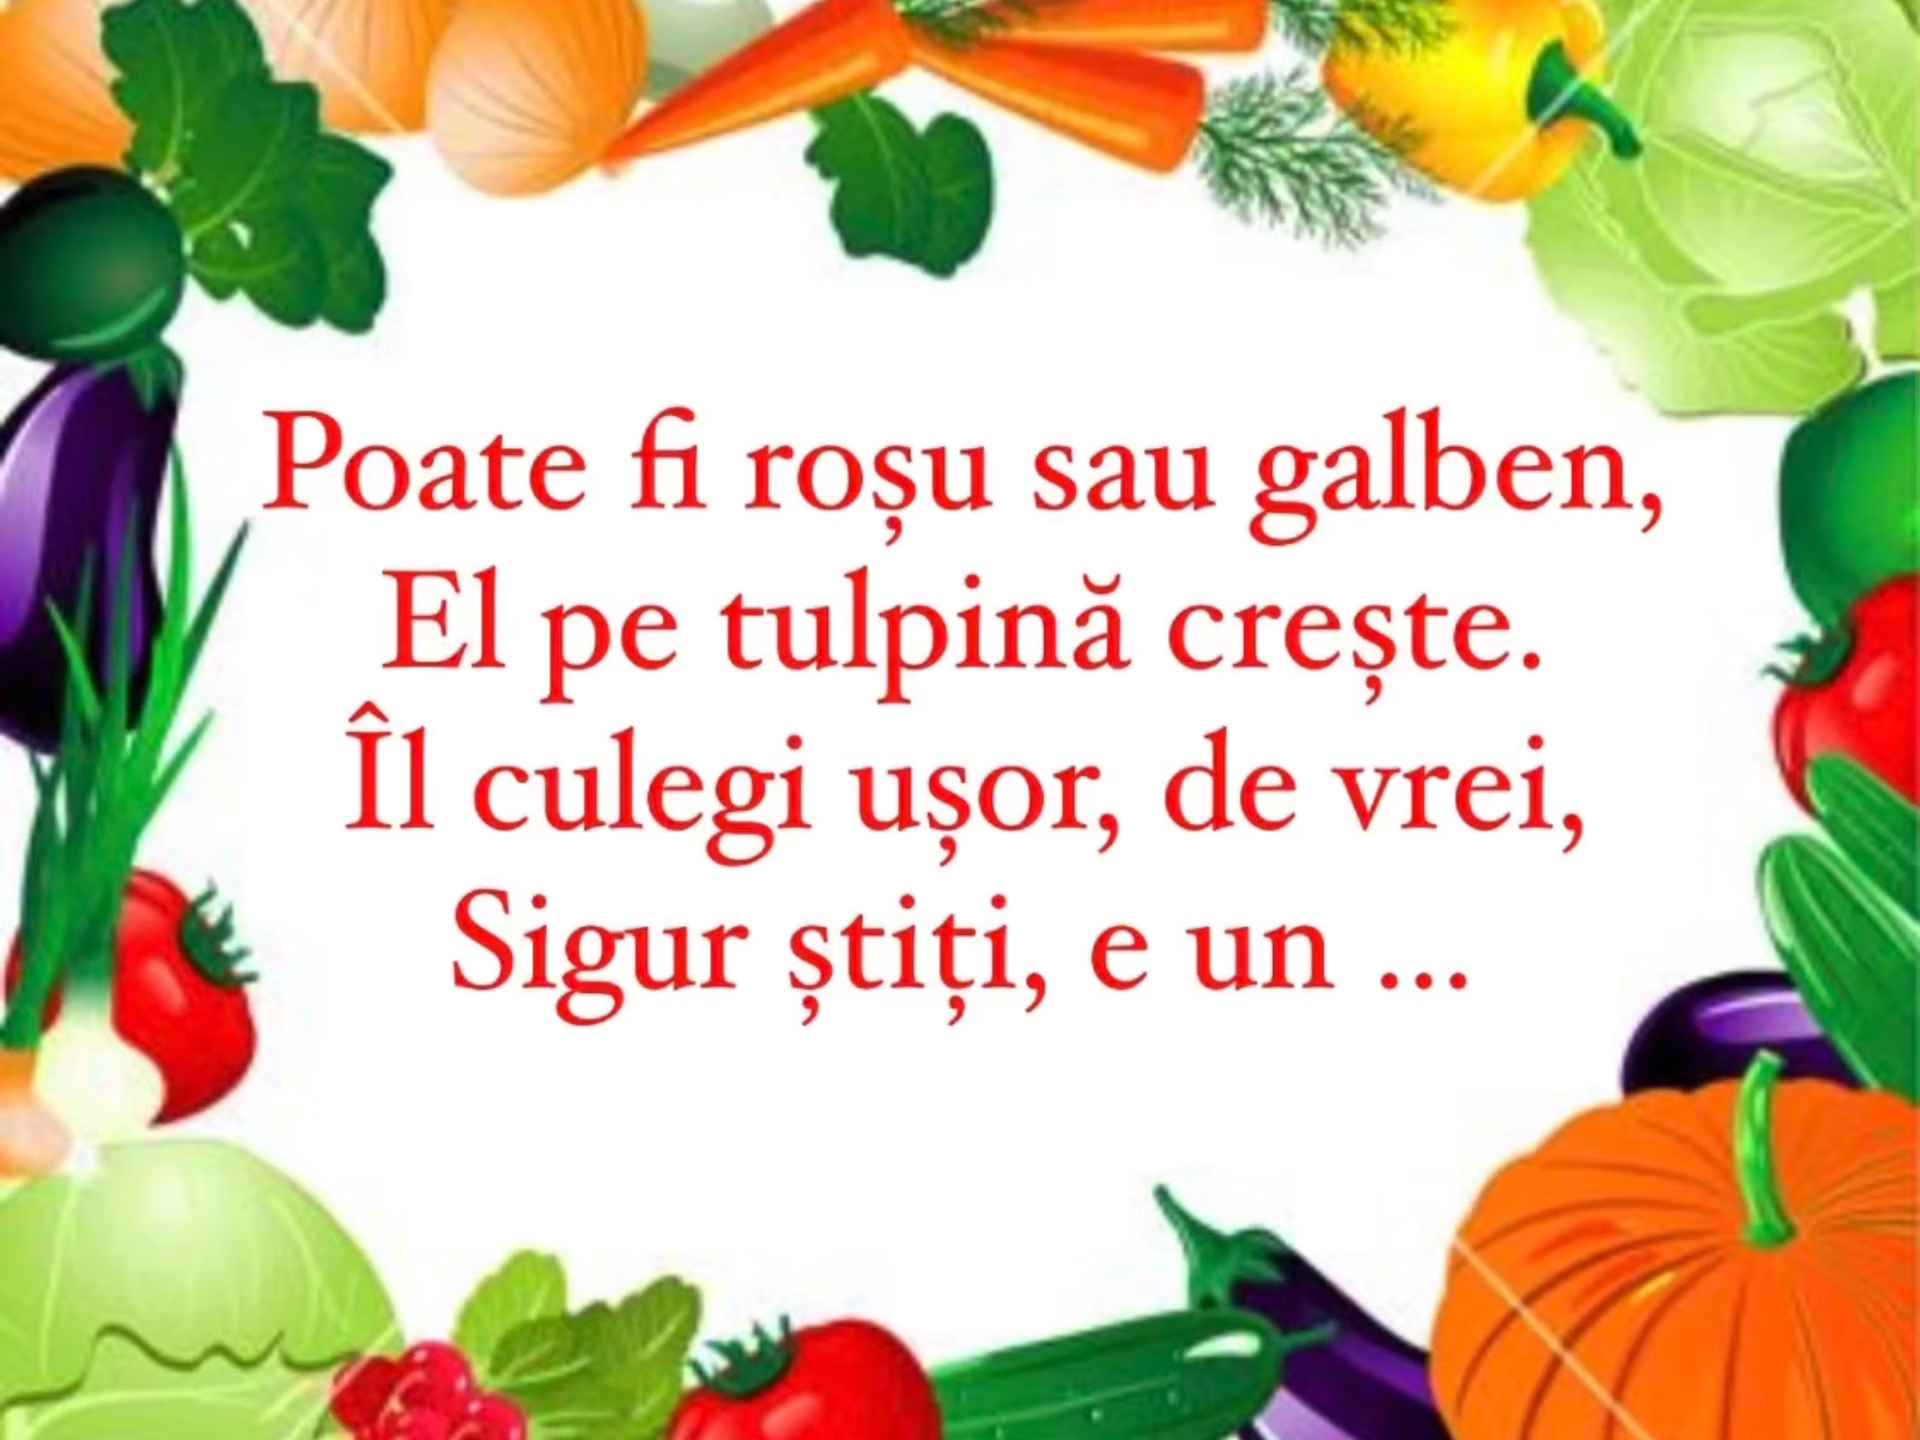 Poate fi roșu sau galben,
El pe tulpină crește.
Îl culegi ușor, de vrei,
Sigur știți, e un ...